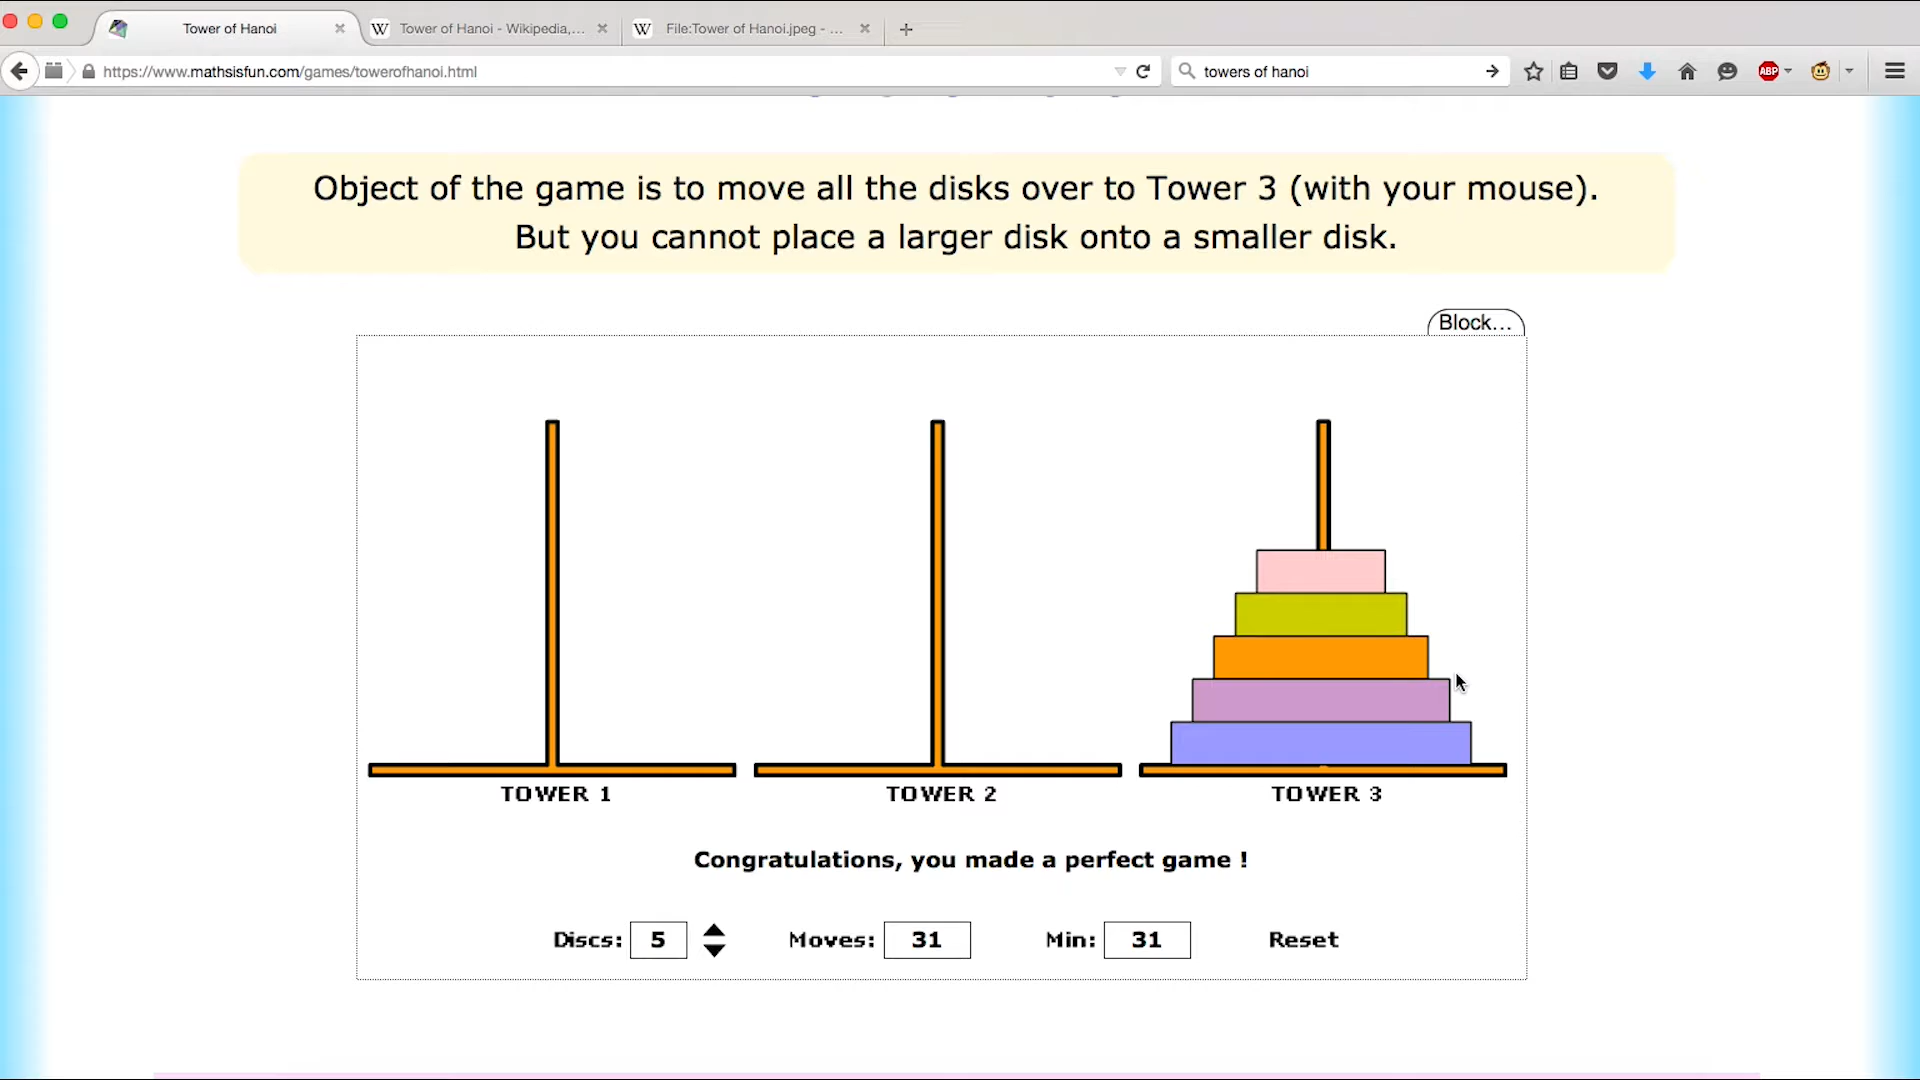 Tower of Hanoi
Tower of Hanoi - Wikipedia,...
File:Tower of Hanoi.jpeg - ...
https://www.mathsisfun.com/games/towerofhanoi.html
towers of hanoi
ABP
Object of the game is to move all the disks over to Tower 3 (with your mouse).
But you cannot place a larger disk onto a smaller disk.
Block...
TOWER 1
TOWER 2
TOWER 3
Congratulations, you made a perfect game !
Discs: 5
Moves: 31
Min: 31
Reset